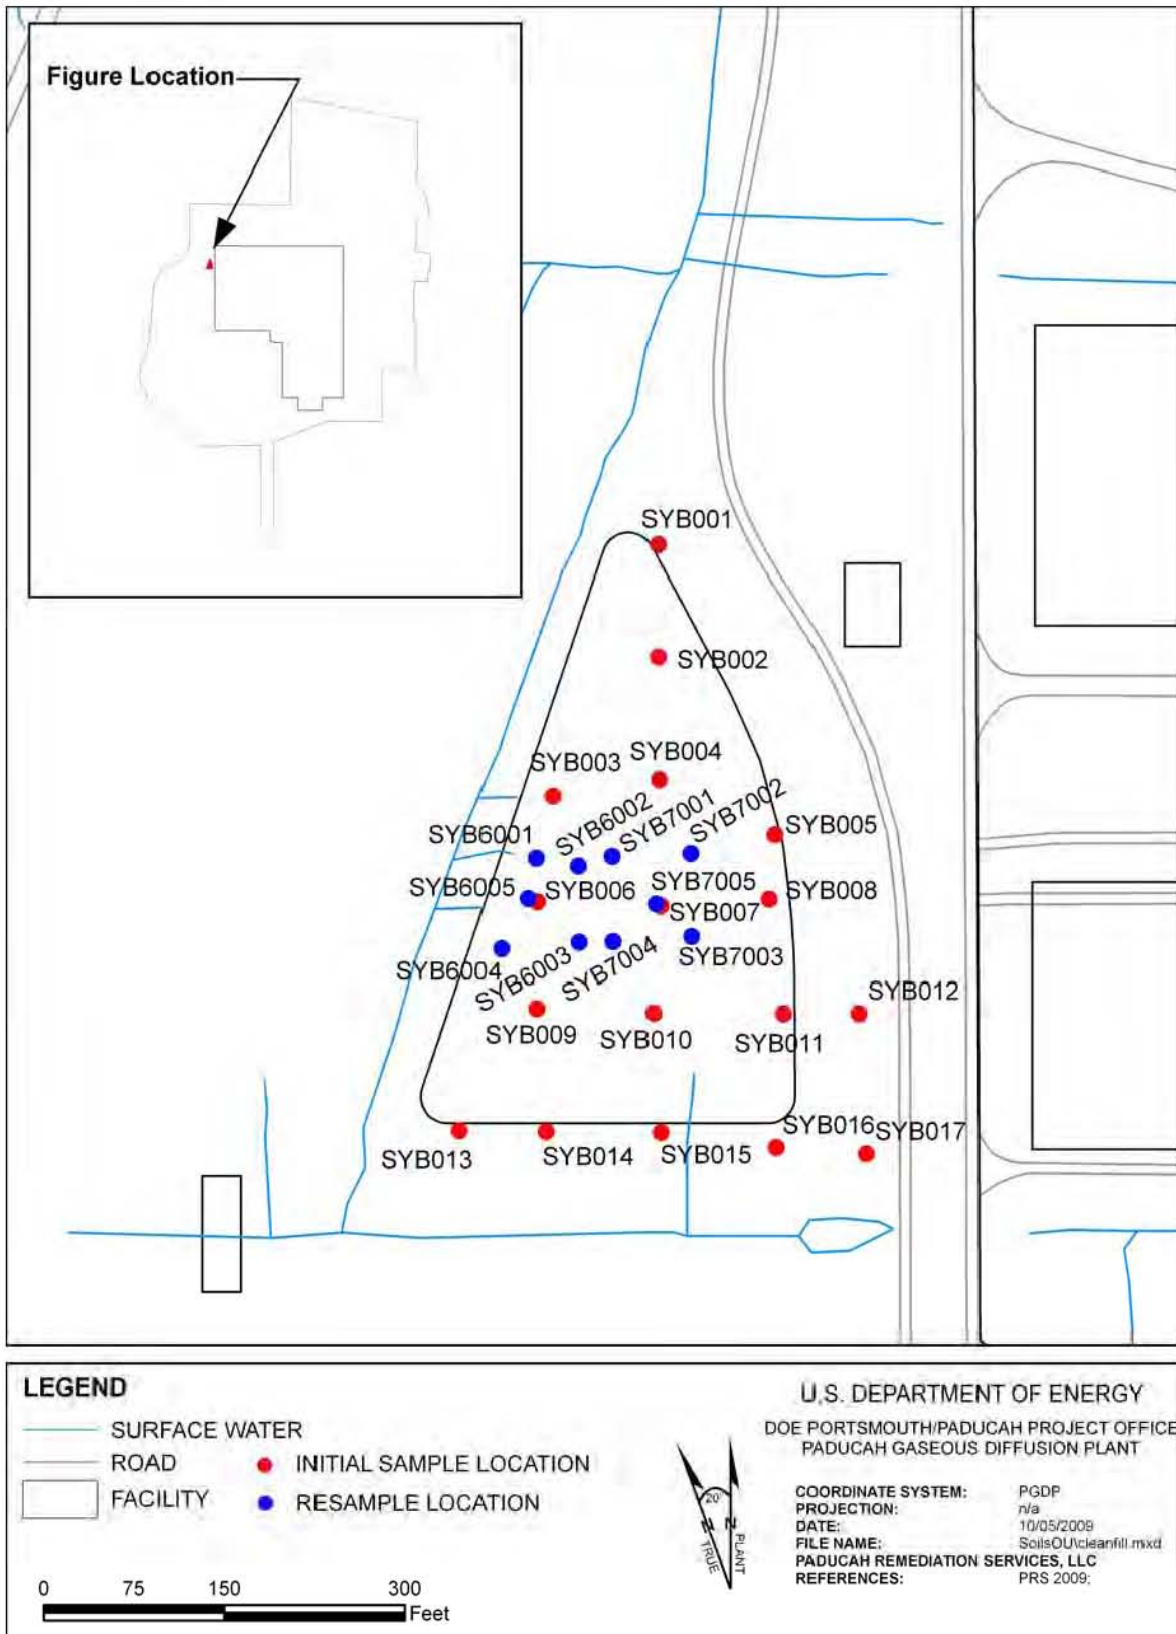 Figure Location
SYB001
SYB002
SYB003
SYB004
SYB6001
SYB6002
SYB7001
SYB7002
SYB005
SYB6005
SYB006
SYB7005
SYB008
SYB007
SYB6004
SYB6003
SYB7004
SYB7003
SYB009
SYB010
SYB011
SYB012
SYB013
SYB014
SYB015
SYB016
SYB017
LEGEND
SURFACE WATER
ROAD
INITIAL SAMPLE LOCATION
FACILITY
RESAMPLE LOCATION
0 75 150 300
Feet
20°
N N
TRUE
PLANT
U.S. DEPARTMENT OF ENERGY
DOE PORTSMOUTH/PADUCAH PROJECT OFFICE
PADUCAH GASEOUS DIFFUSION PLANT
COORDINATE SYSTEM: PGDP
PROJECTION: n/a
DATE: 10/05/2009
FILE NAME: SoilsOU\cleanfill.mxd
PADUCAH REMEDIATION SERVICES, LLC
REFERENCES: PRS 2009;